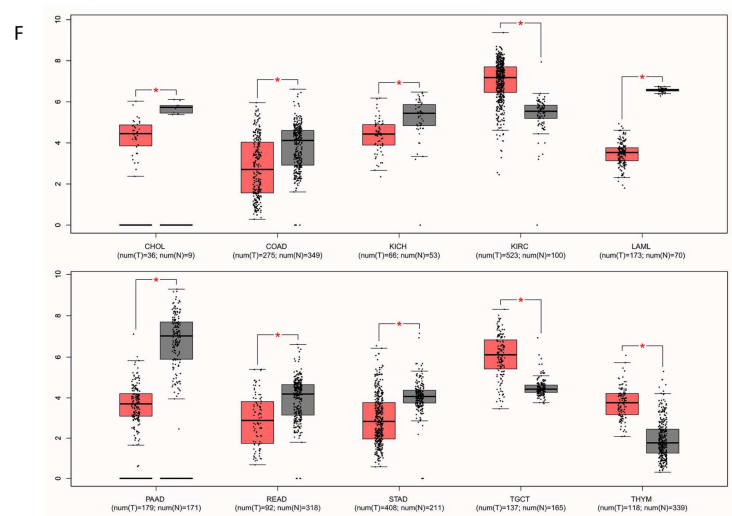 F
10
8
6
4
2
0
*
*
*
*
*
CHOL
(num(T)=36; num(N)=9)
COAD
(num(T)=275; num(N)=349)
KICH
(num(T)=66; num(N)=53)
KIRC
(num(T)=523; num(N)=100)
LAML
(num(T)=173; num(N)=70)
10
8
6
4
2
0
*
*
*
*
*
PAAD
(num(T)=179; num(N)=171)
READ
(num(T)=92; num(N)=318)
STAD
(num(T)=408; num(N)=211)
TGCT
(num(T)=137; num(N)=165)
THYM
(num(T)=118; num(N)=339)